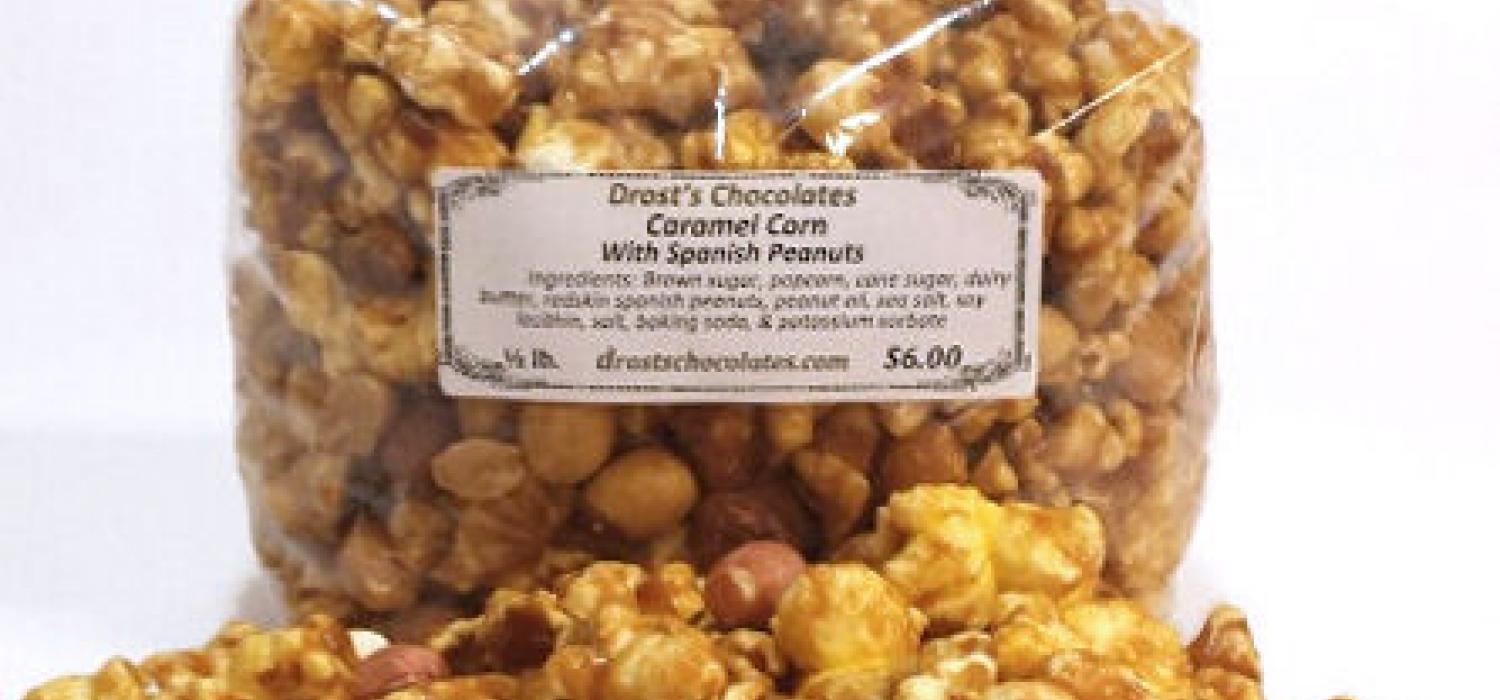 Drost's Chocolates
Caramel Corn
With Spanish Peanuts
Ingredients: Brown sugar, popcorn, cane sugar, dairy
butter, redskin spanish peanuts, peanut oil, sea salt, soy
lecithin, salt, baking soda, & potassium sorbate
½ lb. drostschocolates.com $6.00